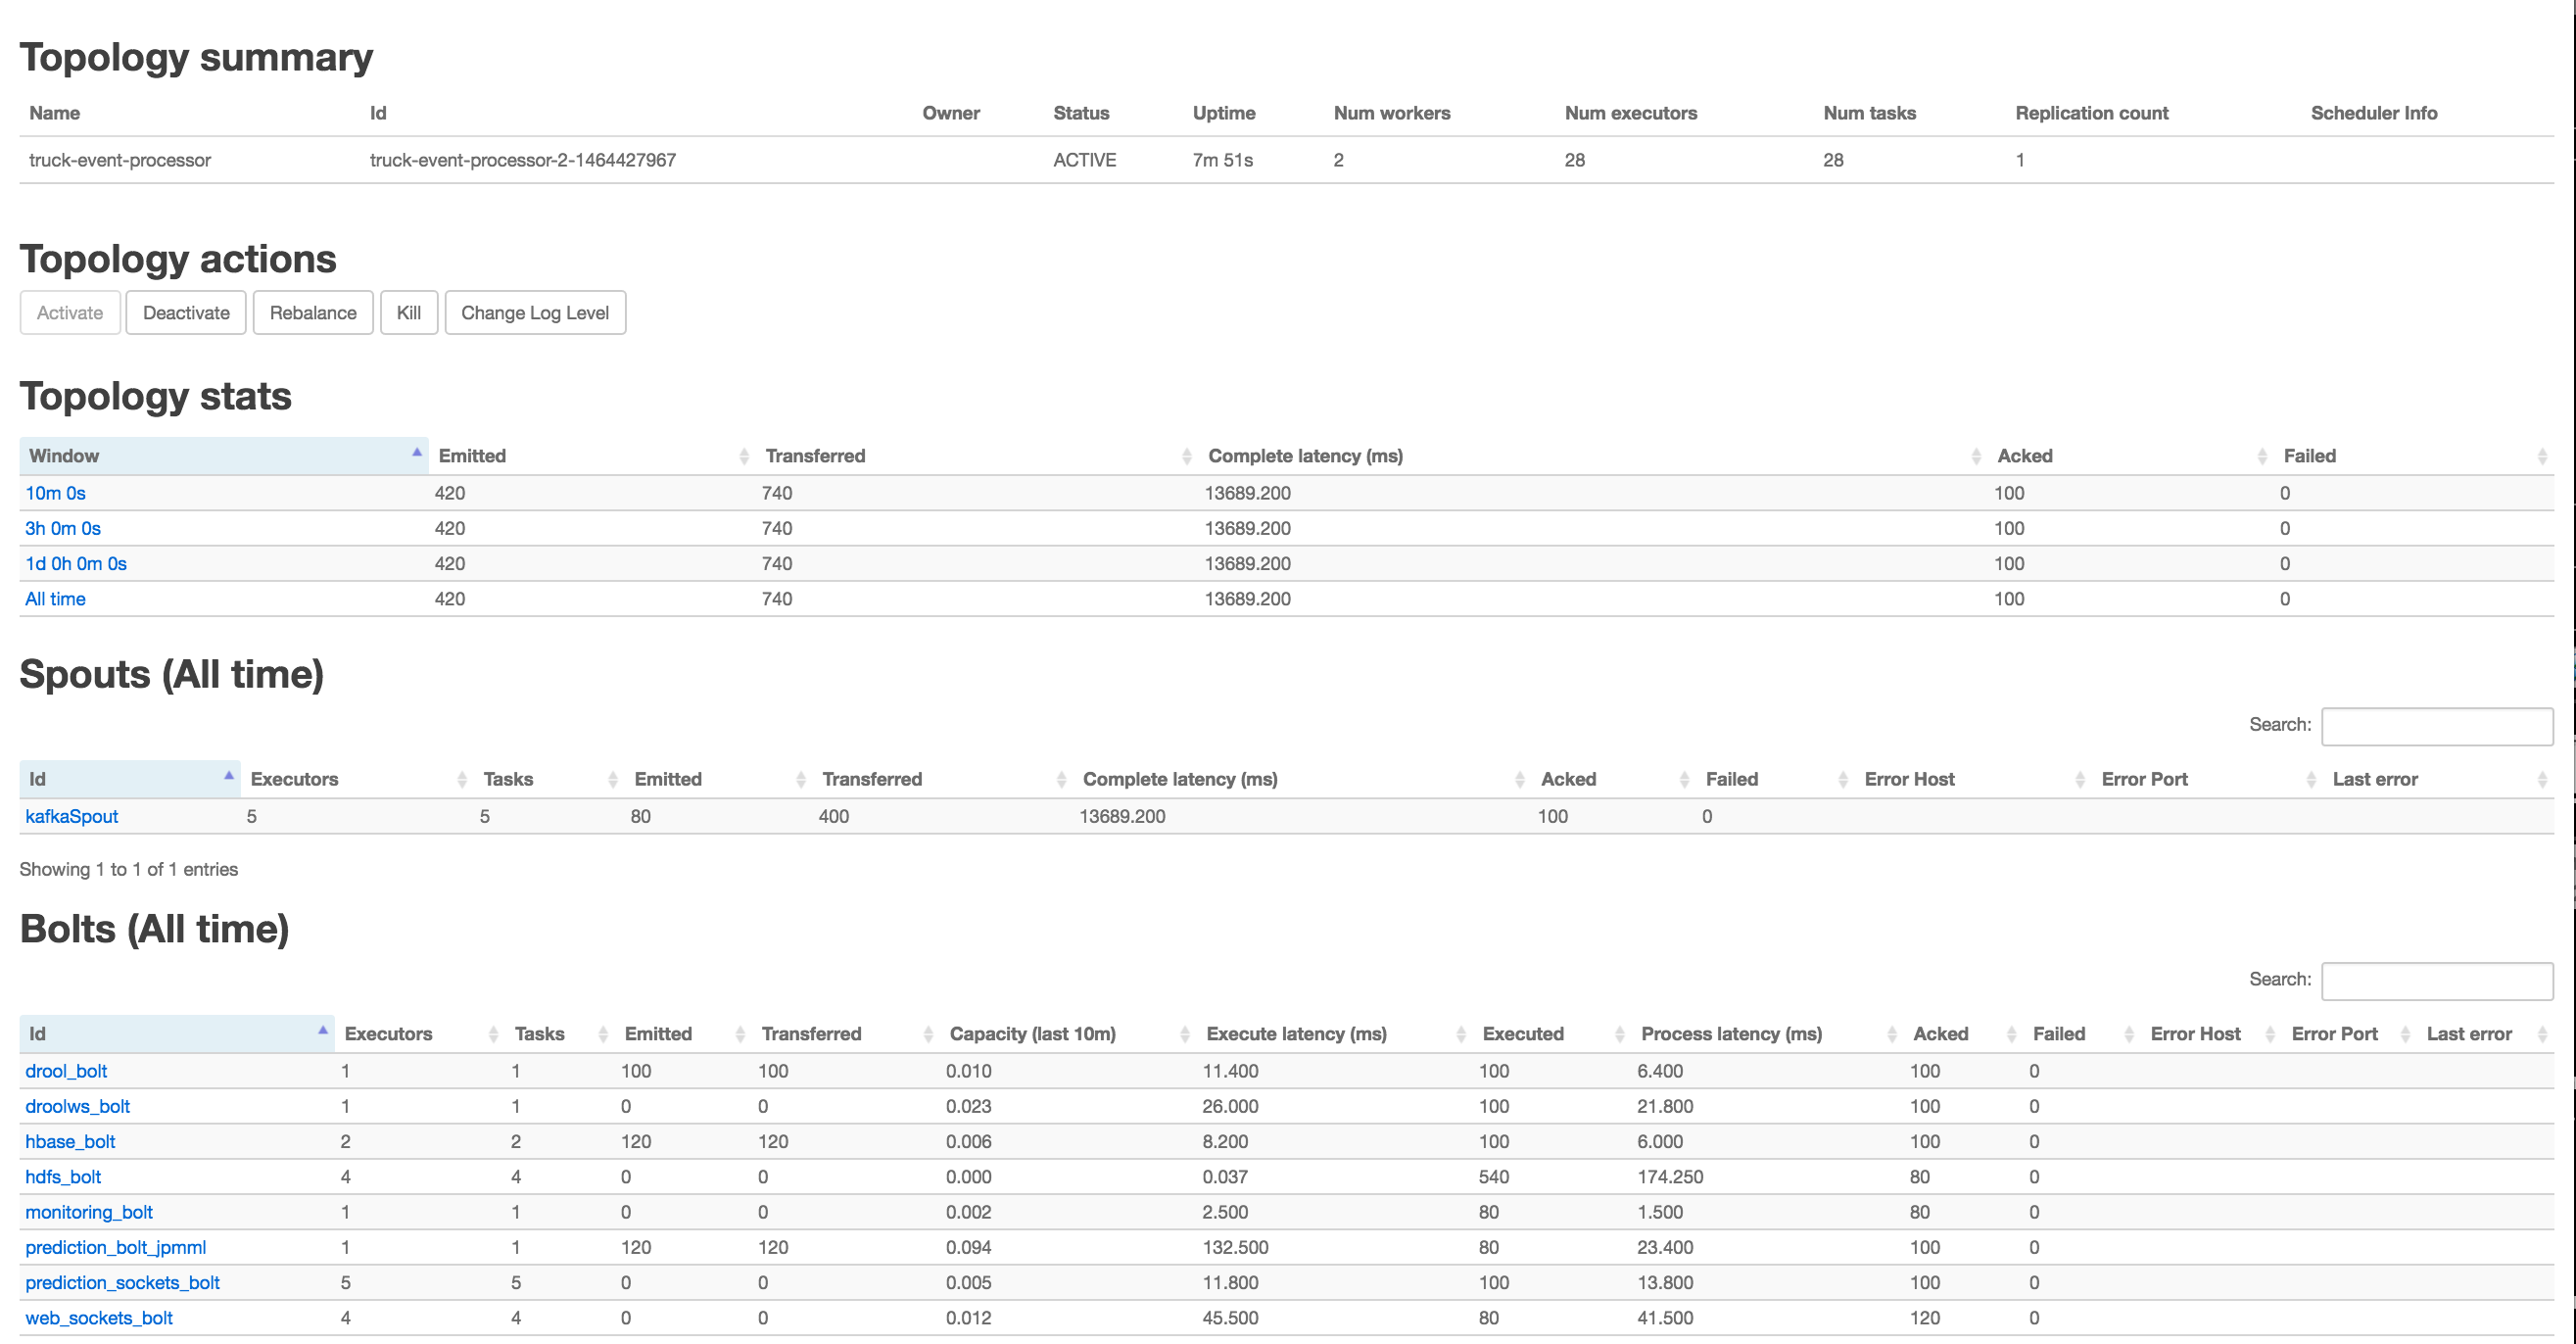 Topology summary
Name Id Owner Status Uptime Num workers Num executors Num tasks Replication count Scheduler Info
truck-event-processor truck-event-processor-2-1464427967 ACTIVE 7m 51s 2 28 28 1
Topology actions
Activate Deactivate Rebalance Kill Change Log Level
Topology stats
Window Emitted Transferred Complete latency (ms) Acked Failed
10m 0s 420 740 13689.200 100 0
3h 0m 0s 420 740 13689.200 100 0
1d 0h 0m 0s 420 740 13689.200 100 0
All time 420 740 13689.200 100 0
Spouts (All time)
Search:
Id Executors Tasks Emitted Transferred Complete latency (ms) Acked Failed Error Host Error Port Last error
kafkaSpout 5 5 80 400 13689.200 100 0
Showing 1 to 1 of 1 entries
Bolts (All time)
Search:
Id Executors Tasks Emitted Transferred Capacity (last 10m) Execute latency (ms) Executed Process latency (ms) Acked Failed Error Host Error Port Last error
drool_bolt 1 1 100 100 0.010 11.400 100 6.400 100 0
droolws_bolt 1 1 0 0 0.023 26.000 100 21.800 100 0
hbase_bolt 2 2 120 120 0.006 8.200 100 6.000 100 0
hdfs_bolt 4 4 0 0 0.000 0.037 540 174.250 80 0
monitoring_bolt 1 1 0 0 0.002 2.500 80 1.500 80 0
prediction_bolt_jpmml 1 1 120 120 0.094 132.500 80 23.400 100 0
prediction_sockets_bolt 5 5 0 0 0.005 11.800 100 13.800 100 0
web_sockets_bolt 4 4 0 0 0.012 45.500 80 41.500 120 0